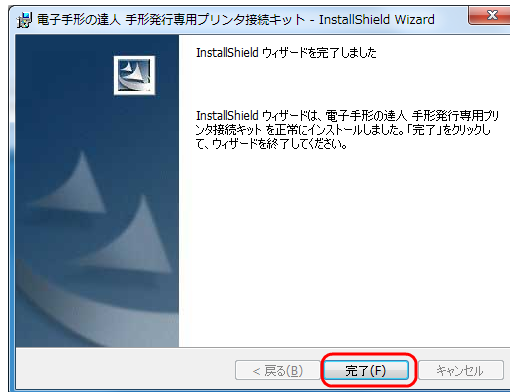 電子手形の達人 手形発行専用プリンタ接続キット - InstallShield Wizard
InstallShield ウィザードを完了しました
InstallShield ウィザードは、電子手形の達人 手形発行専用プリ
ンタ接続キット を正常にインストールしました。「完了」をクリックし
て、ウィザードを終了してください。
< 戻る(B)
完了(F)
キャンセル